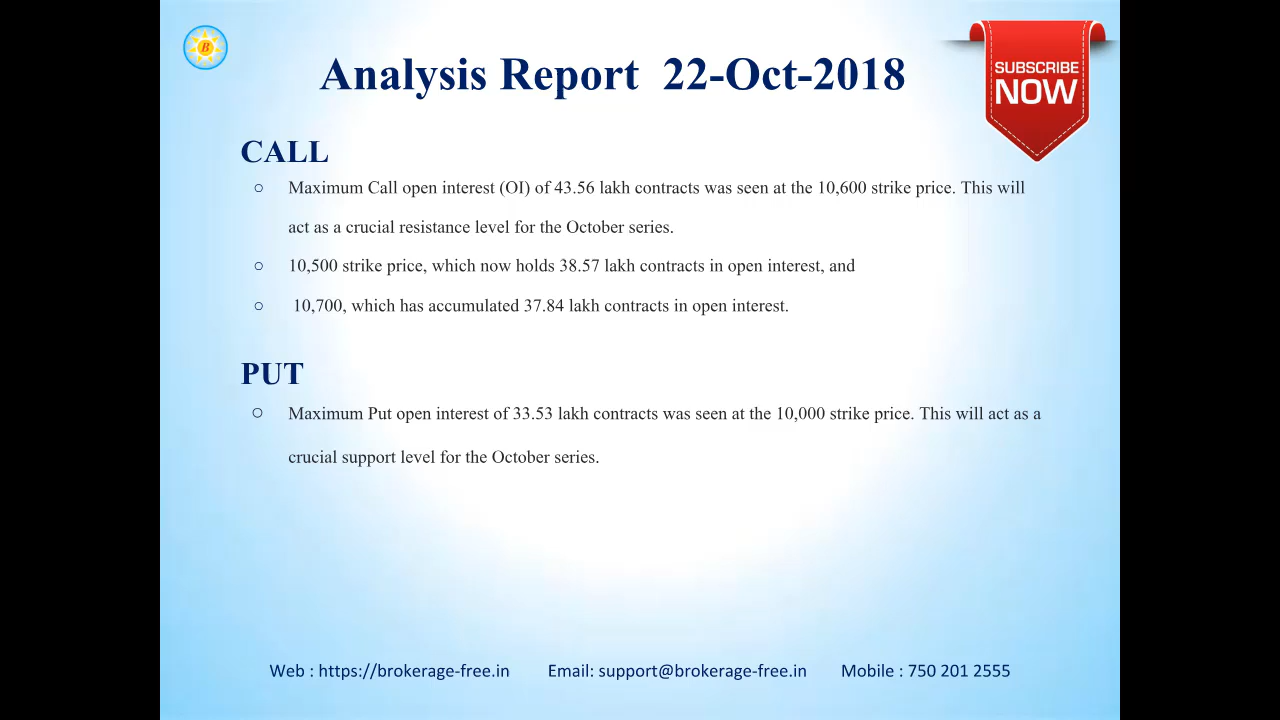 B
Analysis Report  22-Oct-2018
SUBSCRIBE
NOW
CALL
○ Maximum Call open interest (OI) of 43.56 lakh contracts was seen at the 10,600 strike price. This will
act as a crucial resistance level for the October series.
○ 10,500 strike price, which now holds 38.57 lakh contracts in open interest, and
○ 10,700, which has accumulated 37.84 lakh contracts in open interest.
PUT
○ Maximum Put open interest of 33.53 lakh contracts was seen at the 10,000 strike price. This will act as a
crucial support level for the October series.
Web : https://brokerage-free.in Email: support@brokerage-free.in Mobile : 750 201 2555